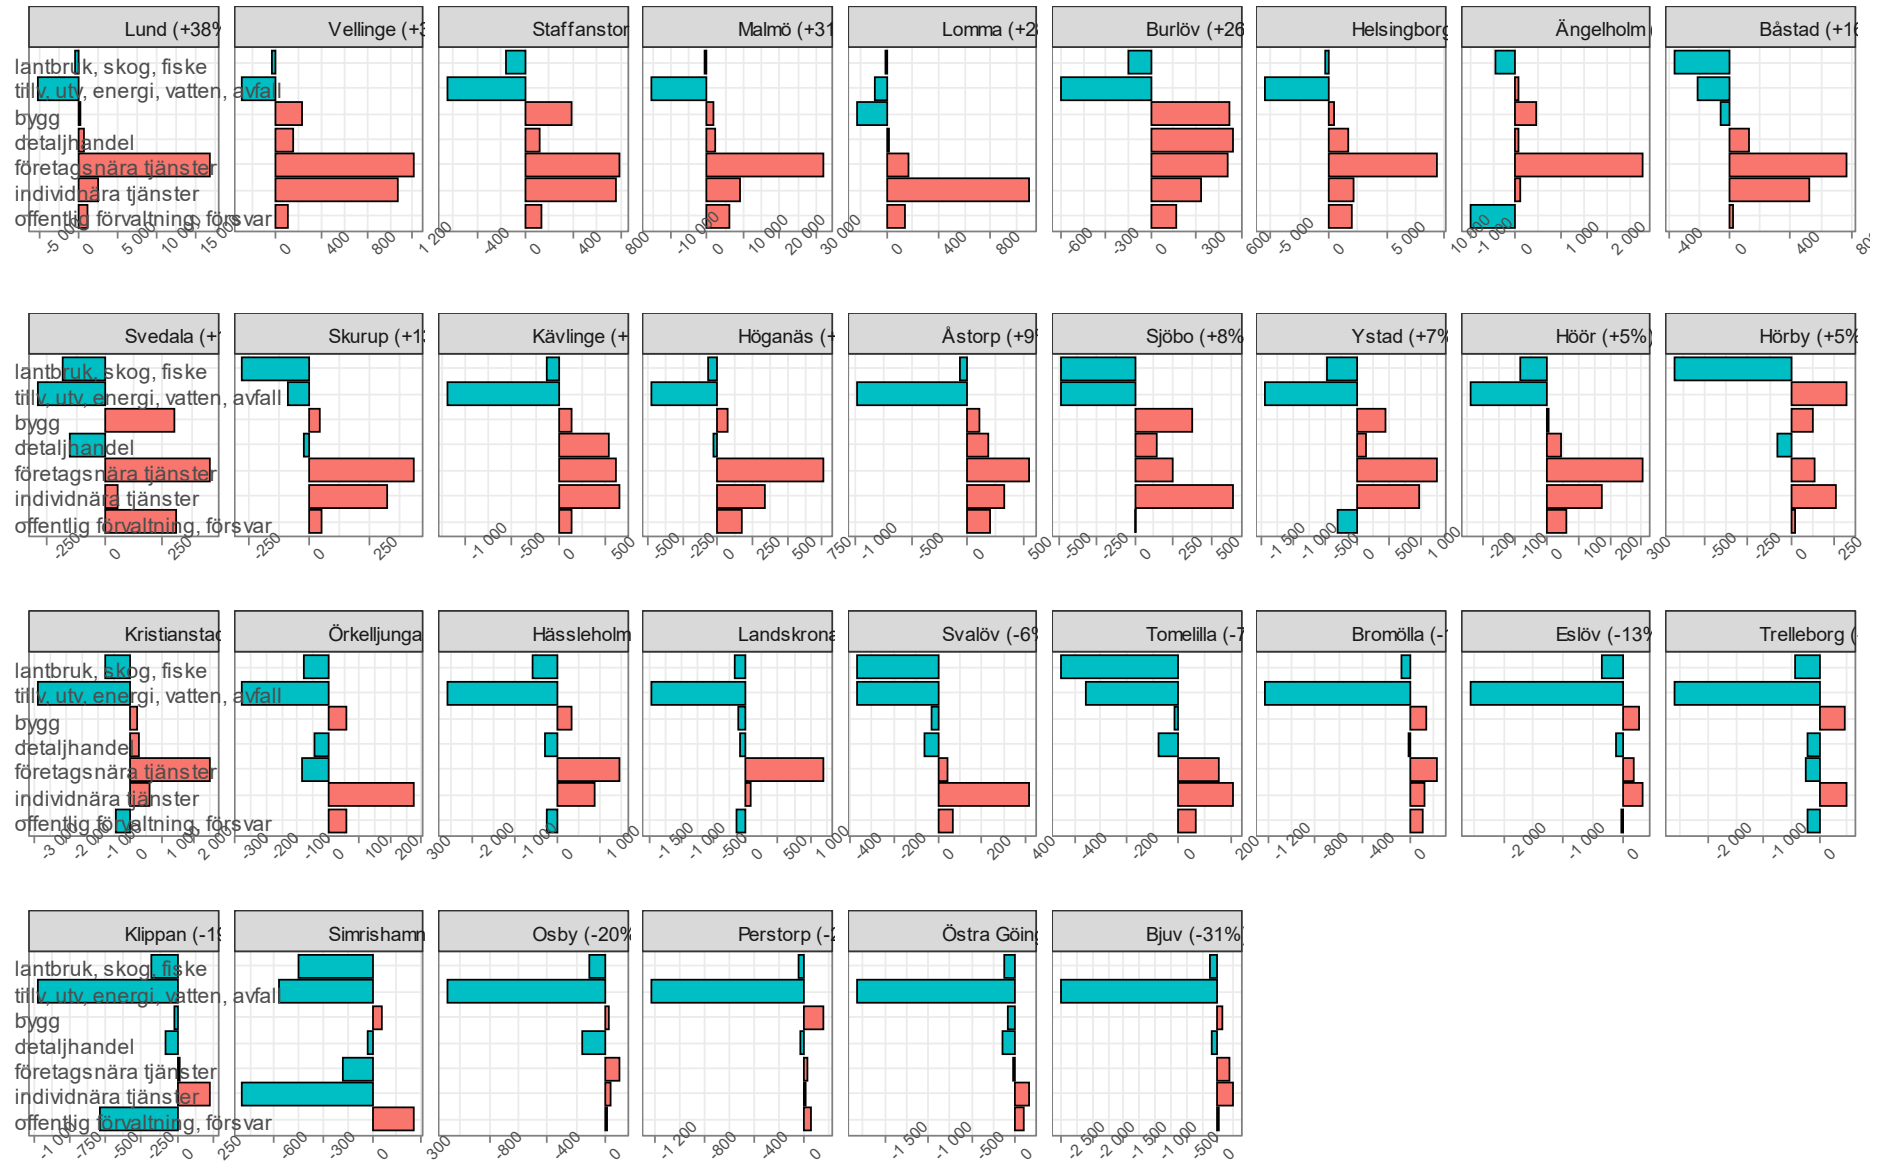 Lund (+38%
Vellinge (+3
Staffanstor
Malmö (+31
Lomma (+2
Burlöv (+26
Helsingborg
Ängelholm (
Båstad (+16
lantbruk, skog, fiske
tillv, utv, energi, vatten, avfall
bygg
detaljhandel
företagsnära tjänster
individnära tjänster
offentlig förvaltning, försvar
-5 000 0 5 000 10 000 15 000
0 400 800 1 200
-400 0 400 800
-10 000 0 10 000 20 000 30 000
0 400 800
-600 -300 0 300 600
-5 000 0 5 000 10 000
0 1 000 2 000
-400 0 400
Svedala (+
Skurup (+1
Kävlinge (+
Höganäs (
Åstorp (+9
Sjöbo (+8%
Ystad (+7%
Höör (+5%)
Hörby (+5%
lantbruk, skog, fiske
tillv, utv, energi, vatten, avfall
bygg
detaljhandel
företagsnära tjänster
individnära tjänster
offentlig förvaltning, försvar
-250 0 250
-250 0 250
-1 000 -500 0 500
-500 -250 0 250 500 750
-1 000 -500 0 500
-500 -250 0 250 500
-1 500 -1 000 -500 0 500 1 000
-200 -100 0 100 200 300
-500 -250 0 250
Kristianstad
Örkelljunga
Hässleholm
Landskrona
Svalöv (-6%
Tomelilla (-7
Bromölla (-
Eslöv (-13%
Trelleborg (
lantbruk, skog, fiske
tillv, utv, energi, vatten, avfall
bygg
detaljhandel
företagsnära tjänster
individnära tjänster
offentlig förvaltning, försvar
-3 000 -2 000 -1 000 0 1 000 2 000
-300 -200 -100 0 100 200 300
-2 000 -1 000 0 1 000
-1 500 -1 000 -500 0 500 1 000
-400 -200 0 200 400
-400 -200 0 200
-1 200 -800 -400 0
-2 000 -1 000 0
-2 000 -1 000 0
Klippan (-19
Simrishamn
Osby (-20%
Perstorp (-2
Östra Göing
Bjuv (-31%
lantbruk, skog, fiske
tillv, utv, energi, vatten, avfall
bygg
detaljhandel
företagsnära tjänster
individnära tjänster
offentlig förvaltning, försvar
-1 000 -750 -500 -250 0 250
-600 -300 0 300
-800 -400 0
-1 200 -800 -400 0
-1 500 -1 000 -500 0
-2 500 -2 000 -1 500 -1 000 -500 0